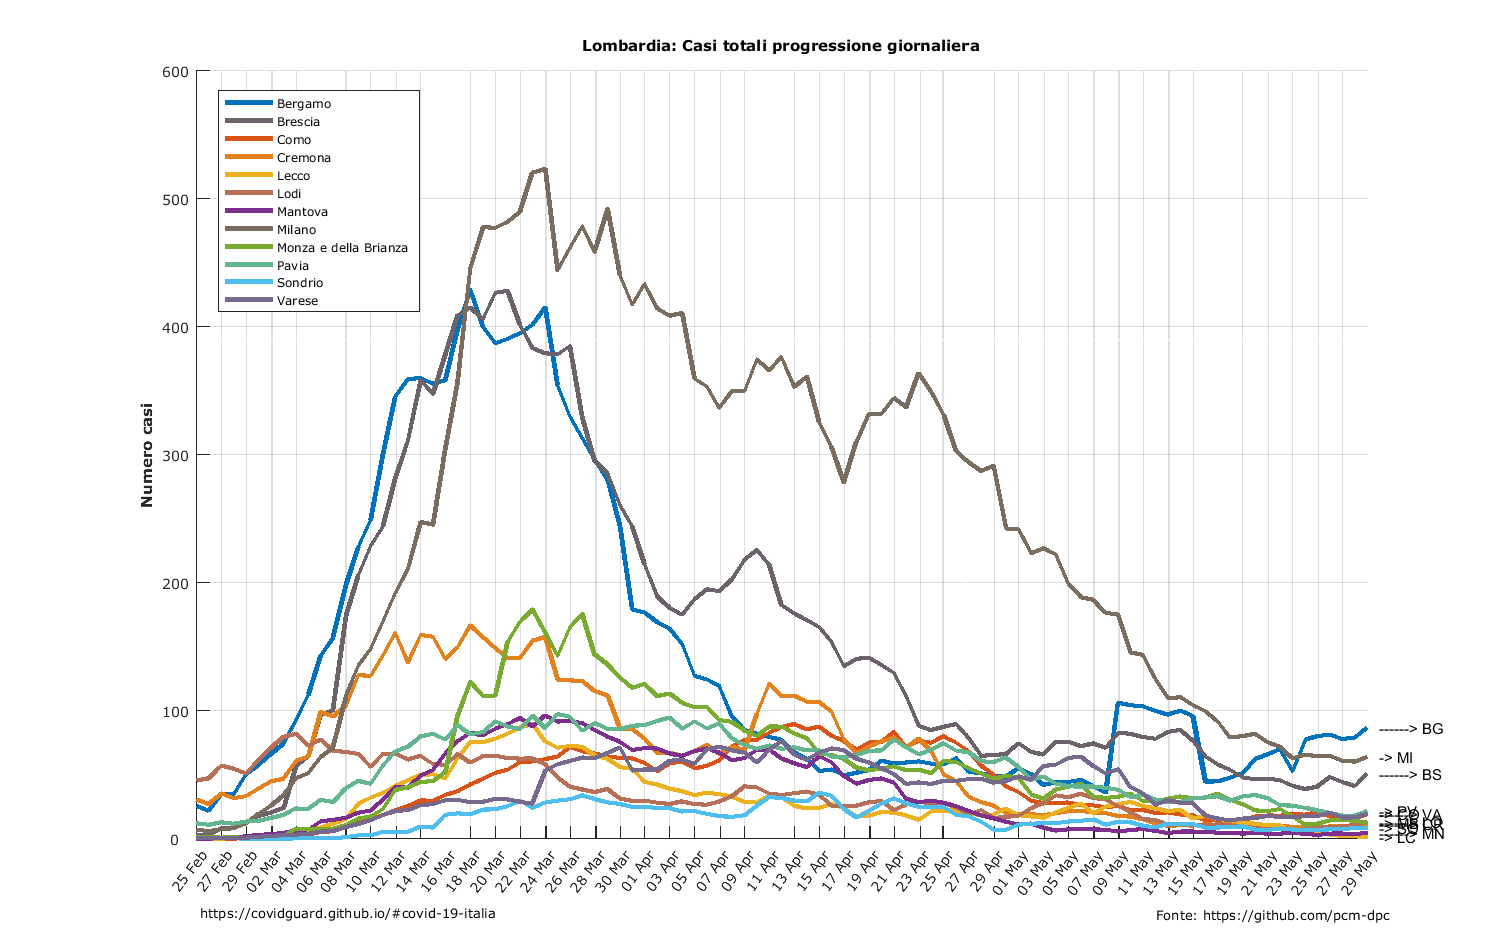 Lombardia: Casi totali progressione giornaliera
600
500
400
300
200
100
0
Numero casi
Bergamo
Brescia
Como
Cremona
Lecco
Lodi
Mantova
Milano
Monza e della Brianza
Pavia
Sondrio
Varese
------> BG
-> MI
------> BS
-> LC
25 Feb
27 Feb
29 Feb
02 Mar
04 Mar
06 Mar
08 Mar
10 Mar
12 Mar
14 Mar
16 Mar
18 Mar
20 Mar
22 Mar
24 Mar
26 Mar
28 Mar
30 Mar
01 Apr
03 Apr
05 Apr
07 Apr
09 Apr
11 Apr
13 Apr
15 Apr
17 Apr
19 Apr
21 Apr
23 Apr
25 Apr
27 Apr
29 Apr
01 May
03 May
05 May
07 May
09 May
11 May
13 May
15 May
17 May
19 May
21 May
23 May
25 May
27 May
29 May
https://covidguard.github.io/#covid-19-italia
Fonte: https://github.com/pcm-dpc